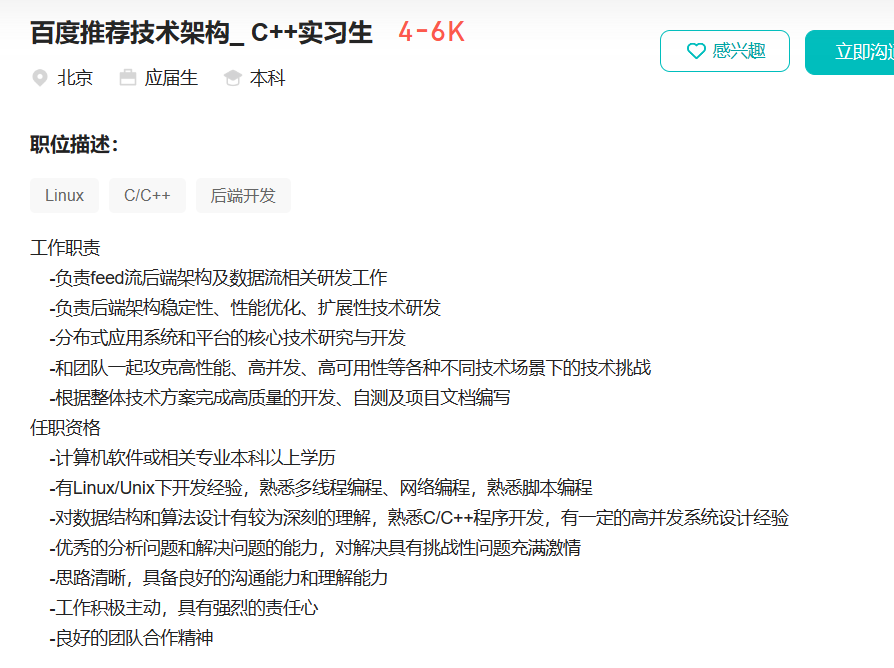 百度推荐技术架构_ C++实习生 4-6K
感兴趣
立即沟
北京 应届生 本科
职位描述：
Linux C/C++ 后端开发
工作职责
-负责feed流后端架构及数据流相关研发工作
-负责后端架构稳定性、性能优化、扩展性技术研发
-分布式应用系统和平台的核心技术研究与开发
-和团队一起攻克高性能、高并发、高可用性等各种不同技术场景下的技术挑战
-根据整体技术方案完成高质量的开发、自测及项目文档编写
任职资格
-计算机软件或相关专业本科以上学历
-有Linux/Unix下开发经验，熟悉多线程编程、网络编程，熟悉脚本编程
-对数据结构和算法设计有较为深刻的理解，熟悉C/C++程序开发，有一定的高并发系统设计经验
-优秀的分析问题和解决问题的能力，对解决具有挑战性问题充满激情
-思路清晰，具备良好的沟通能力和理解能力
-工作积极主动，具有强烈的责任心
-良好的团队合作精神